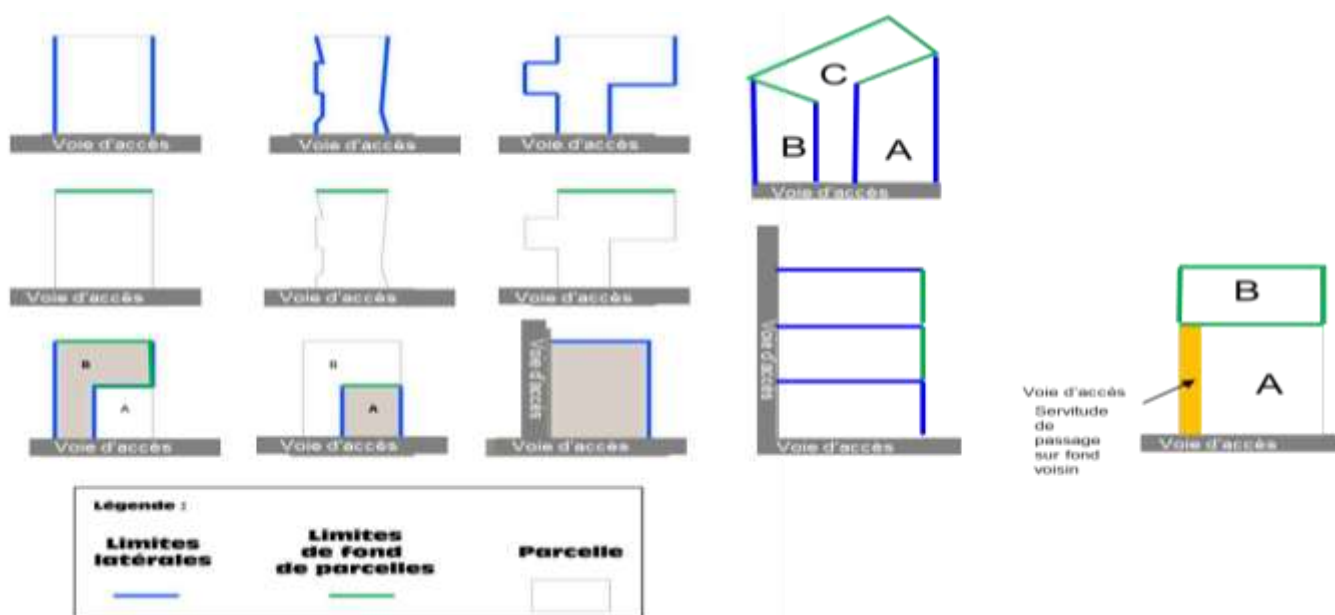 Voie d'accès
Voie d'accès
Voie d'accès
C
B
A
Voie d'accès
Voie d'accès
Voie d'accès
Voie d'accès
B
A
Voie d'accès
B
A
Voie d'accès
Voie d'accès
Voie d'accès
Voie d'accès
Voie d'accès
B
A
Voie d'accès
Servitude
de
passage
sur fond
voisin
Voie d'accès
Légende :
Limites
latérales
Limites
de fond
de parcelles
Parcelle